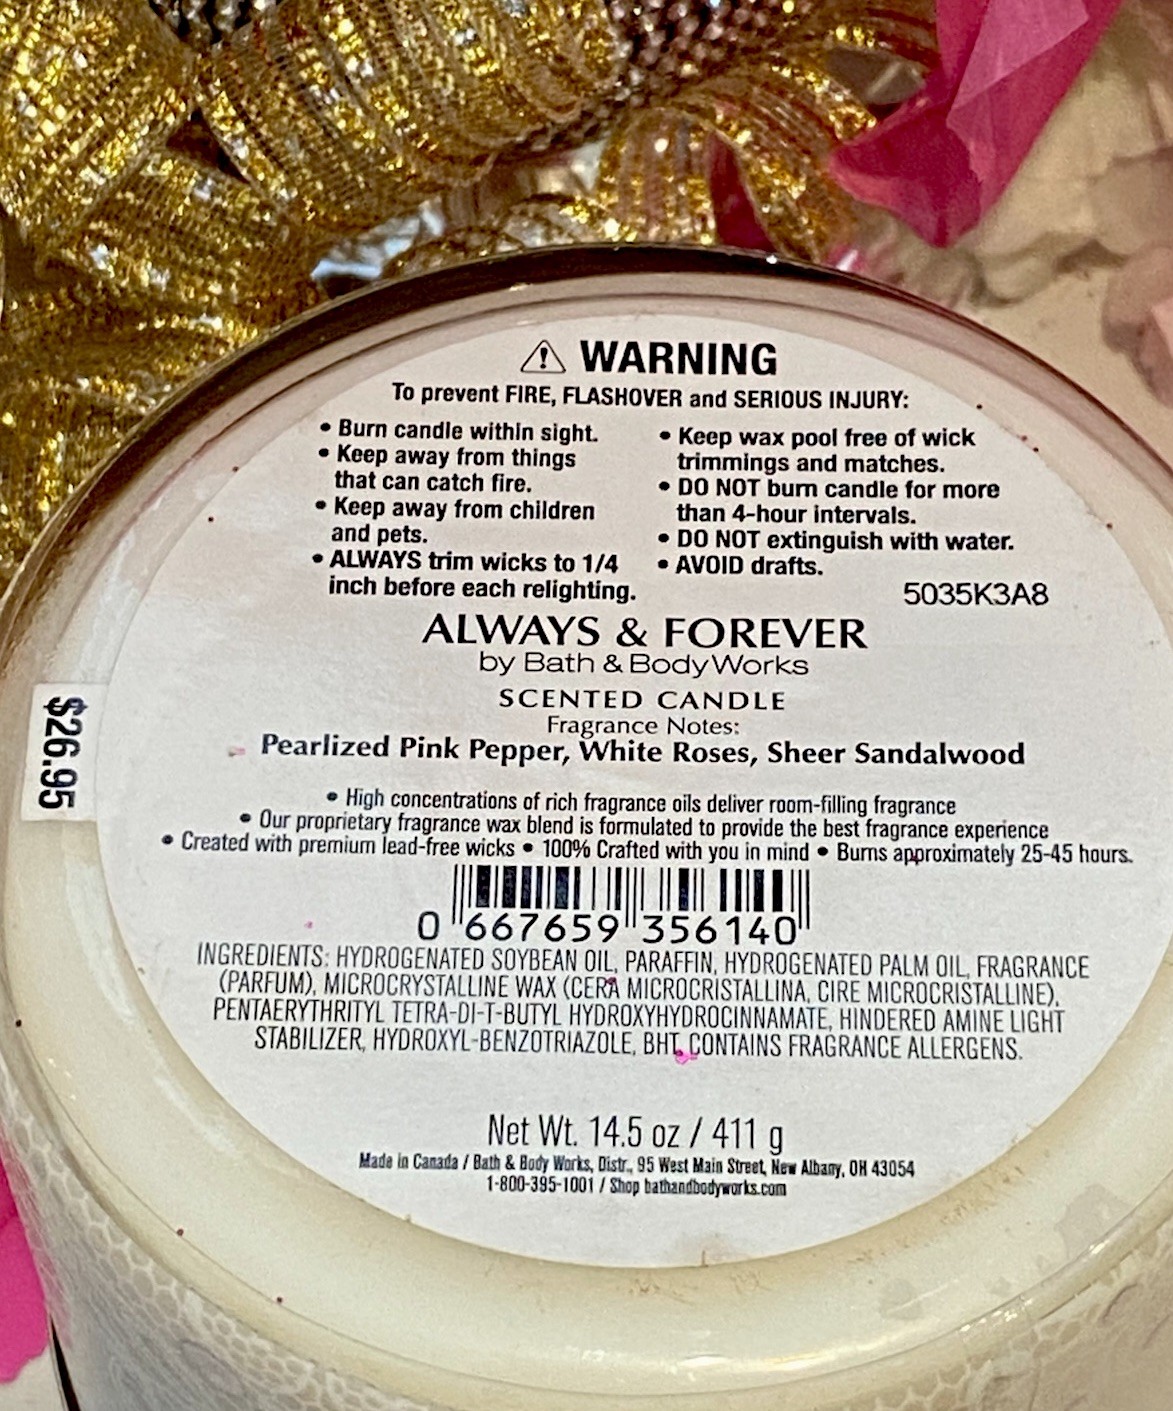 ⚠ WARNING
To prevent FIRE, FLASHOVER and SERIOUS INJURY:
• Burn candle within sight.
• Keep away from things
that can catch fire.
• Keep away from children
and pets.
• ALWAYS trim wicks to 1/4
inch before each relighting.
• Keep wax pool free of wick
trimmings and matches.
• DO NOT burn candle for more
than 4-hour intervals.
• DO NOT extinguish with water.
• AVOID drafts.
5035K3A8
ALWAYS & FOREVER
by Bath & Body Works
SCENTED CANDLE
Fragrance Notes:
Pearlized Pink Pepper, White Roses, Sheer Sandalwood
$26.95
• High concentrations of rich fragrance oils deliver room-filling fragrance
• Our proprietary fragrance wax blend is formulated to provide the best fragrance experience
• Created with premium lead-free wicks • 100% Crafted with you in mind • Burns approximately 25-45 hours.
0 667659 356140
INGREDIENTS: HYDROGENATED SOYBEAN OIL, PARAFFIN, HYDROGENATED PALM OIL, FRAGRANCE
(PARFUM), MICROCRYSTALLINE WAX (CERA MICROCRISTALLINA, CIRE MICROCRISTALLINE),
PENTAERYTHRITYL TETRA-DI-T-BUTYL HYDROXYHYDROCINNAMATE, HINDERED AMINE LIGHT
STABILIZER, HYDROXYL-BENZOTRIAZOLE, BHT. CONTAINS FRAGRANCE ALLERGENS.
Net Wt. 14.5 oz / 411 g
Made in Canada / Bath & Body Works, Distr., 95 West Main Street, New Albany, OH 43054
1-800-395-1001 / Shop bathandbodyworks.com